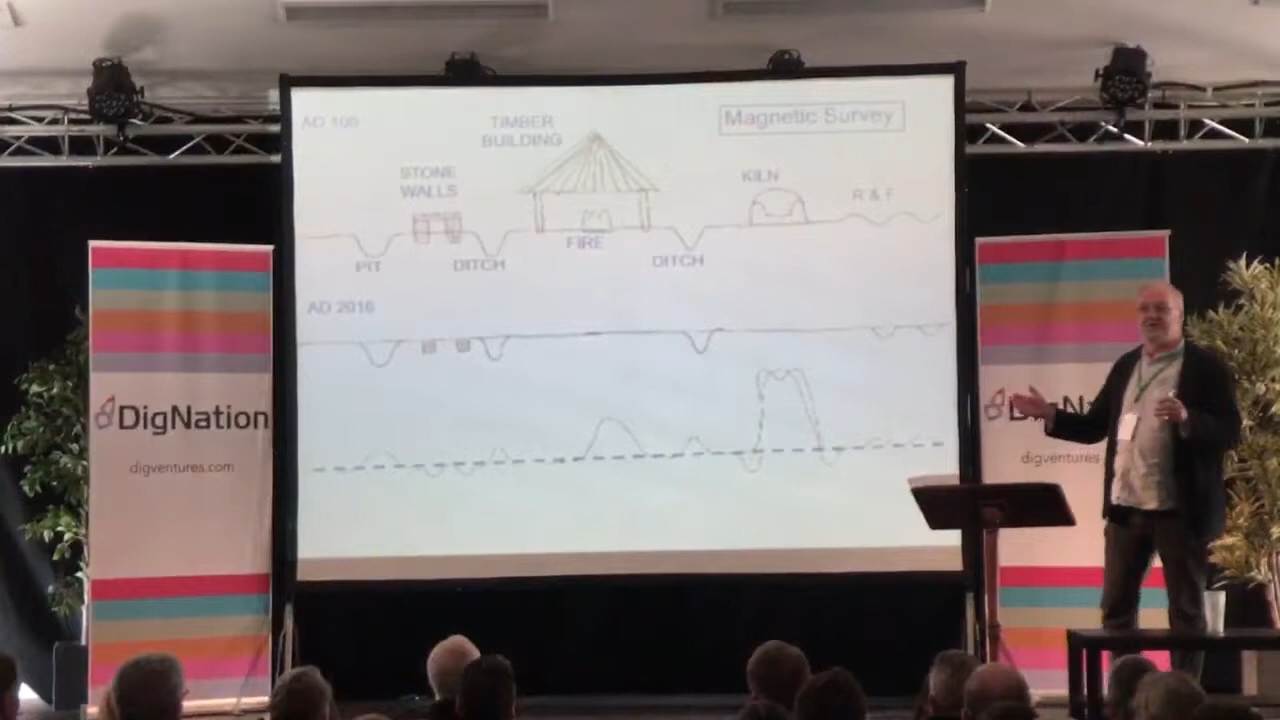 AD 100
TIMBER
BUILDING
Magnetic Survey
STONE
WALLS
KILN
R & F
PIT
DITCH
FIRE
DITCH
AD 2016
DigNation
digventures.com
DigN
digventures